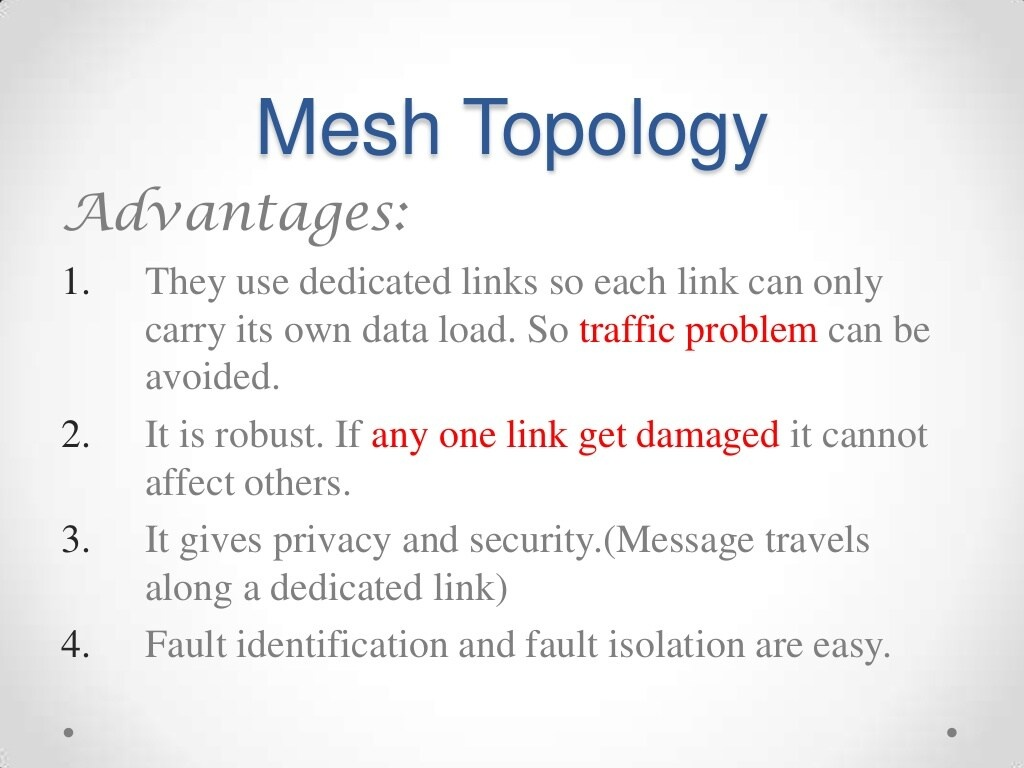 Mesh Topology
Advantages:
1. They use dedicated links so each link can only
carry its own data load. So traffic problem can be
avoided.
2. It is robust. If any one link get damaged it cannot
affect others.
3. It gives privacy and security.(Message travels
along a dedicated link)
4. Fault identification and fault isolation are easy.